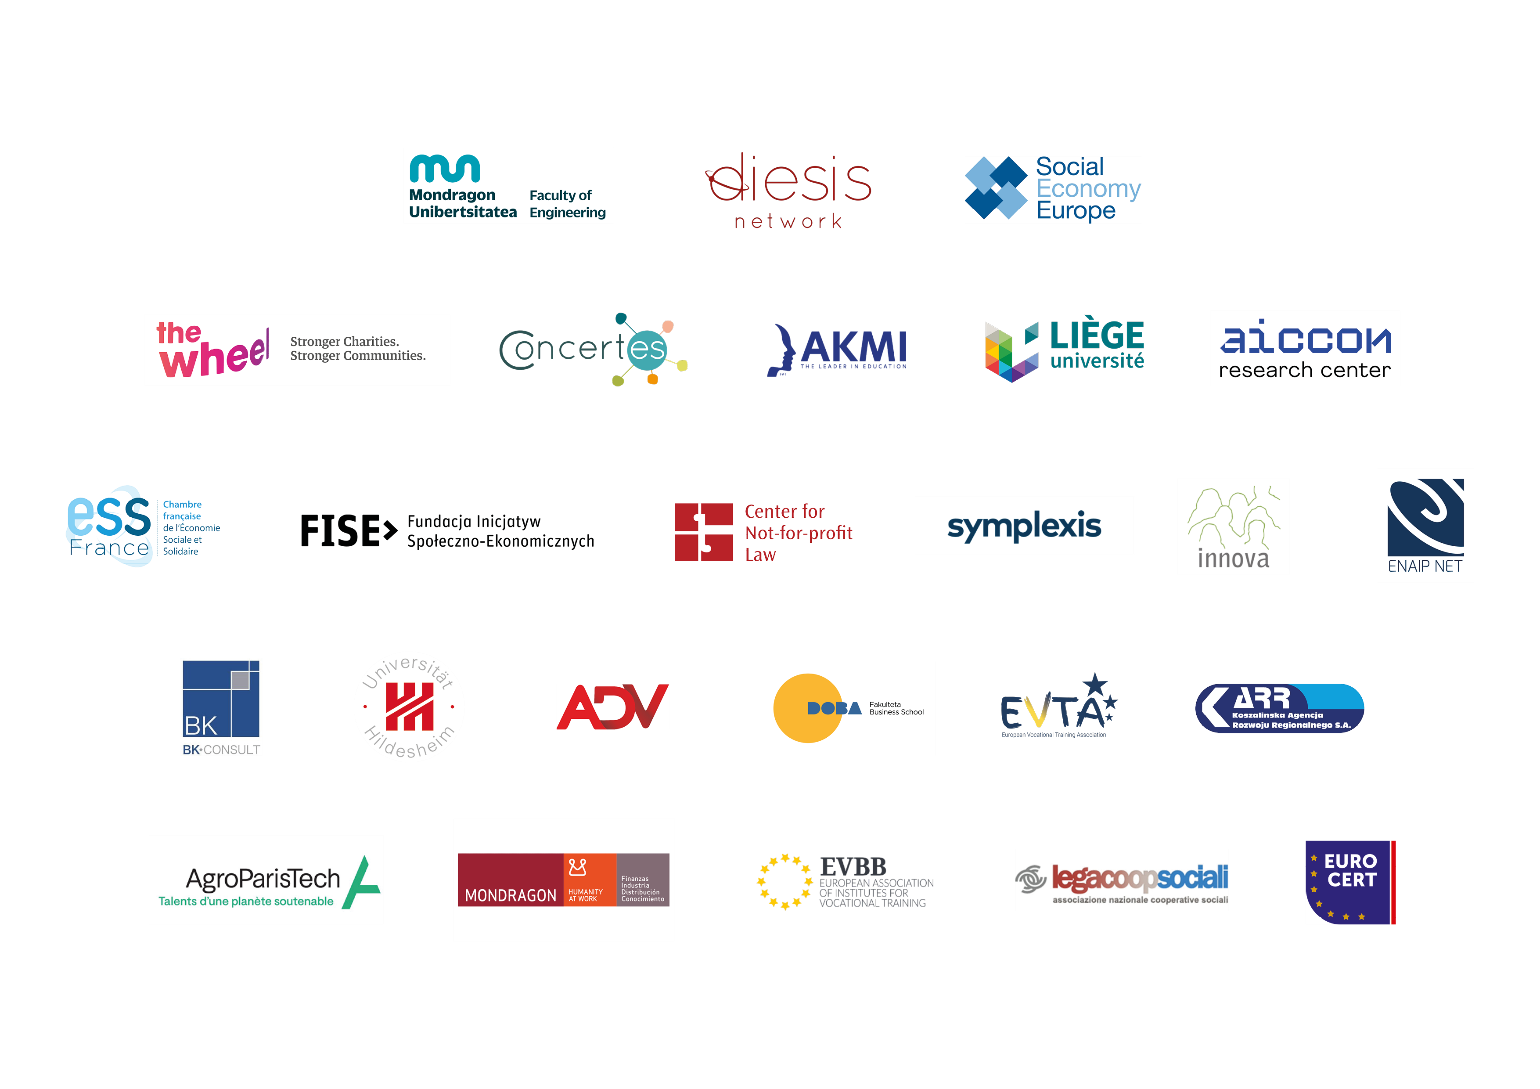 Mondragon
Unibertsitatea
Faculty of
Engineering
diesis
network
Social
Economy
Europe
the
wheel
Stronger Charities.
Stronger Communities.
Concertes
AKMI
THE LEADER IN EDUCATION
LIÈGE
université
aiccon
research center
ess
France
Chambre
française
de l'Économie
Sociale et
Solidaire
FISE
Fundacja Inicjatyw
Społeczno-Ekonomicznych
Center for
Not-for-profit
Law
symplexis
innova
ENAIP NET
BK
BK-CONSULT
Universität
Hildesheim
ADV
DOBA
Fakulteta
Business School
EVTA
European Vocational Training Association
ARR
Koszalinska Agencja
Rozwoju Regionalnego S.A.
AgroParisTech
Talents d'une planète soutenable
MONDRAGON
HUMANITY
AT WORK
Finanzas
Industria
Distribución
Conocimiento
EVBB
EUROPEAN ASSOCIATION
OF INSTITUTES FOR
VOCATIONAL TRAINING
legacoopsociali
associazione nazionale cooperative sociali
EURO
CERT